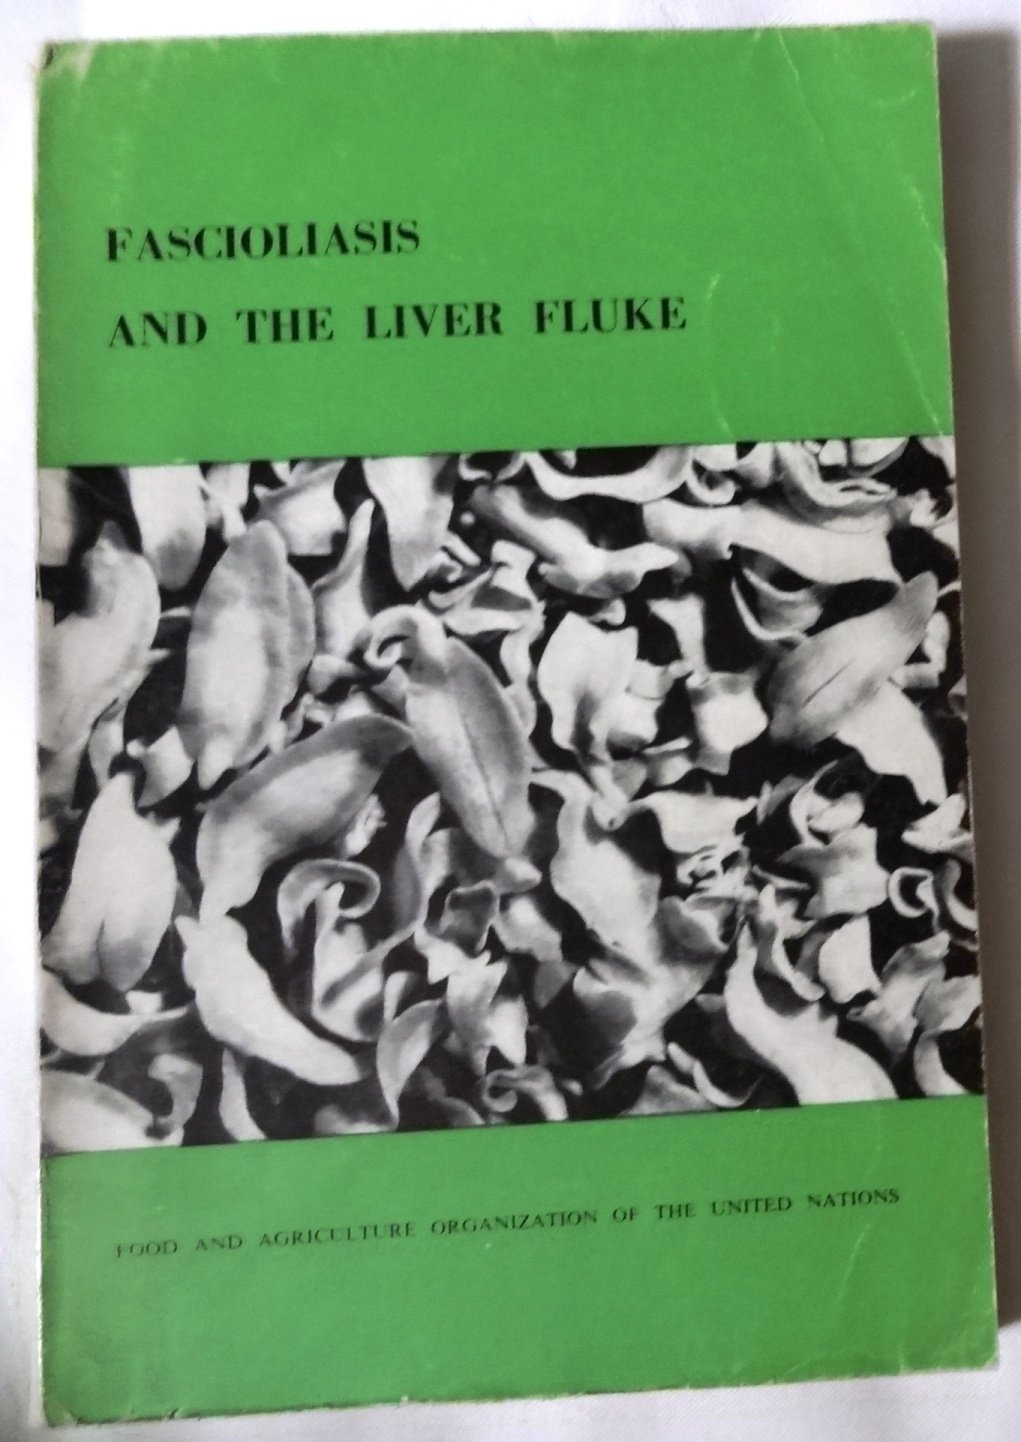 FASCIOLIASIS
AND THE LIVER FLUKE
FOOD AND AGRICULTURE ORGANIZATION OF THE UNITED NATIONS